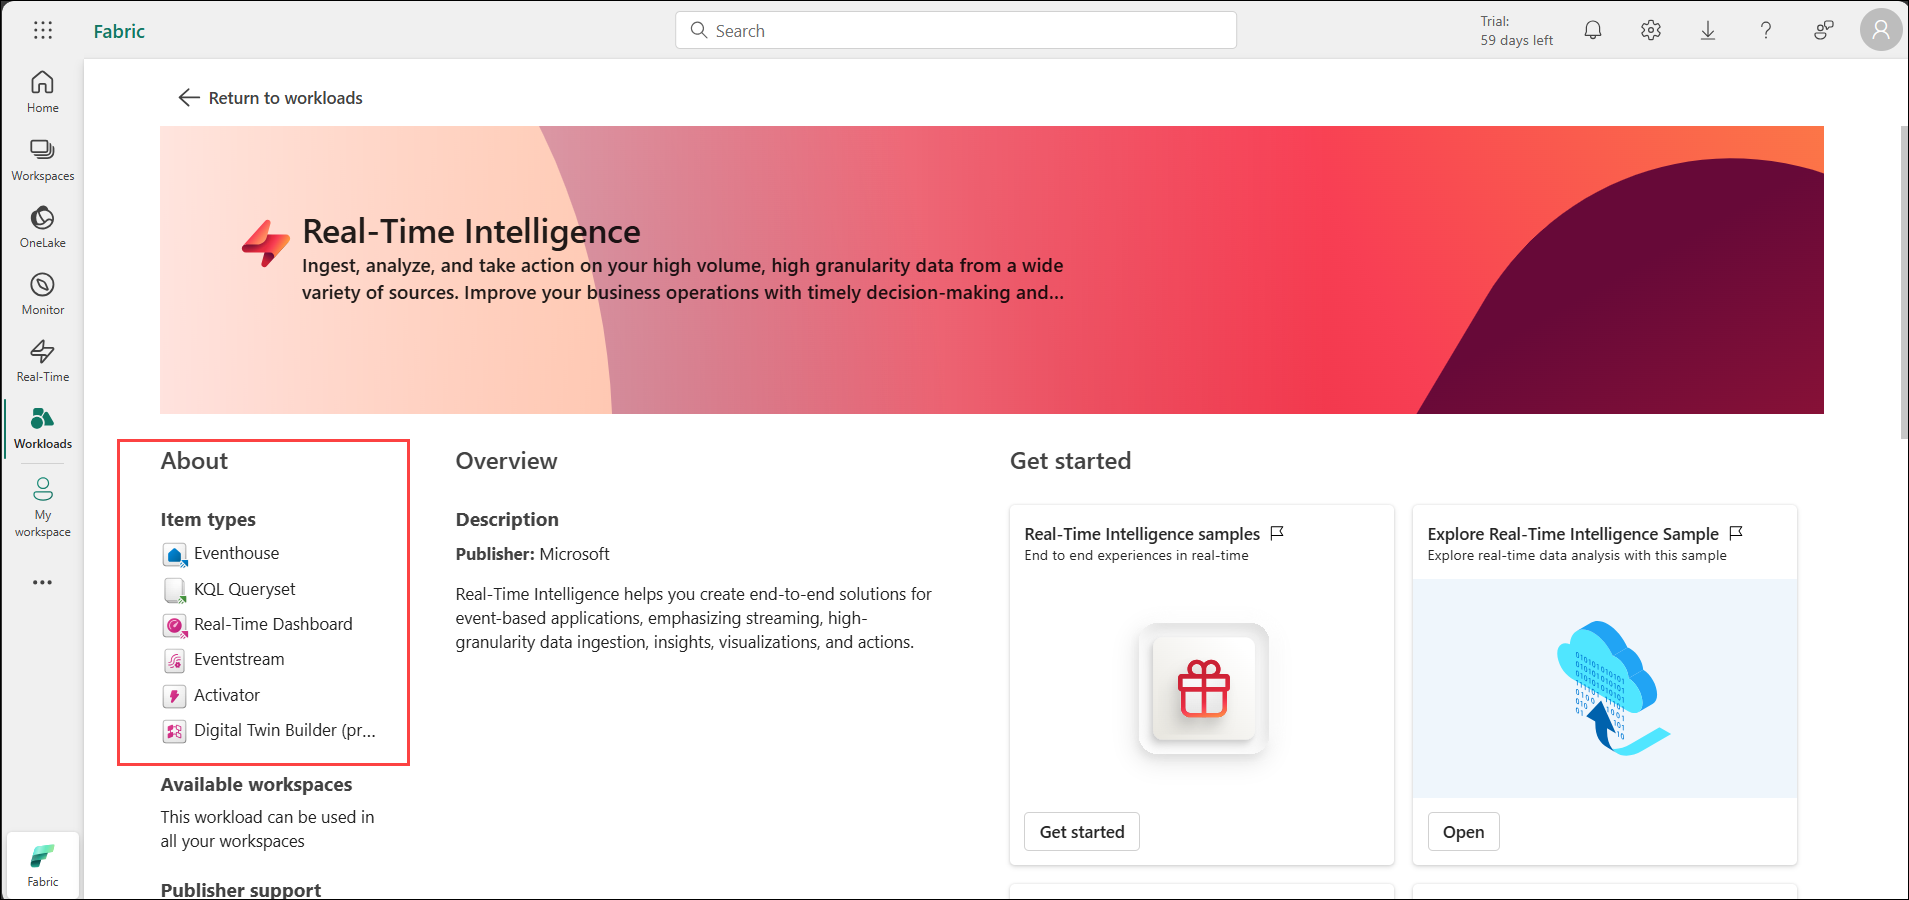 Fabric
Search
Trial:
59 days left
Home
Workspaces
OneLake
Monitor
Real-Time
Workloads
My
workspace
Fabric
Return to workloads
Real-Time Intelligence
Ingest, analyze, and take action on your high volume, high granularity data from a wide
variety of sources. Improve your business operations with timely decision-making and...
About
Item types
Eventhouse
KQL Queryset
Real-Time Dashboard
Eventstream
Activator
Digital Twin Builder (pr...
Available workspaces
This workload can be used in
all your workspaces
Publisher support
Overview
Description
Publisher: Microsoft
Real-Time Intelligence helps you create end-to-end solutions for
event-based applications, emphasizing streaming, high-
granularity data ingestion, insights, visualizations, and actions.
Get started
Real-Time Intelligence samples
End to end experiences in real-time
Get started
Explore Real-Time Intelligence Sample
Explore real-time data analysis with this sample
Open